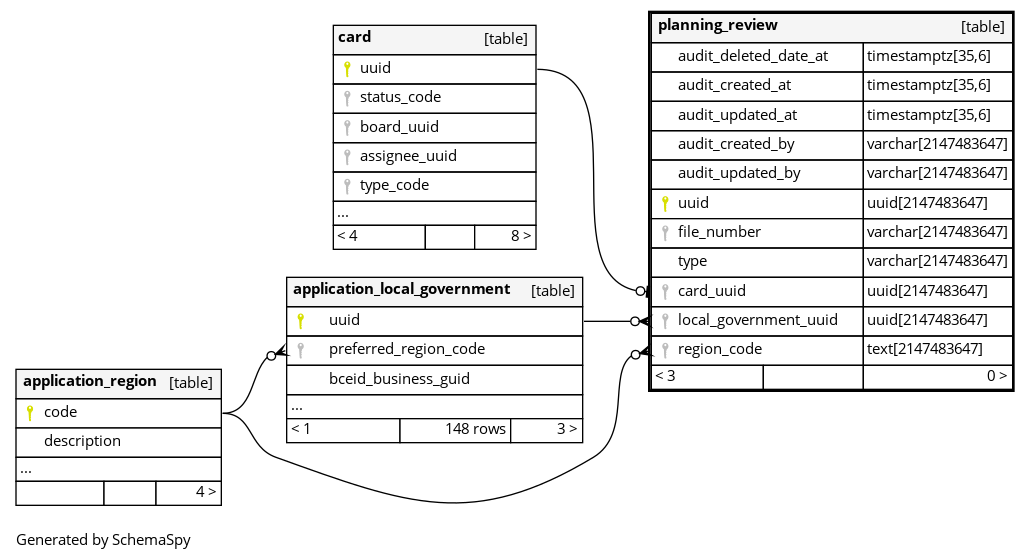 card [table]
uuid
status_code
board_uuid
assignee_uuid
type_code
...
< 4 8 >
planning_review [table]
audit_deleted_date_at timestamptz[35,6]
audit_created_at timestamptz[35,6]
audit_updated_at timestamptz[35,6]
audit_created_by varchar[2147483647]
audit_updated_by varchar[2147483647]
uuid uuid[2147483647]
file_number varchar[2147483647]
type varchar[2147483647]
card_uuid uuid[2147483647]
local_government_uuid uuid[2147483647]
region_code text[2147483647]
< 3 0 >
application_local_government [table]
uuid
preferred_region_code
bceid_business_guid
...
< 1 148 rows 3 >
application_region [table]
code
description
...
4 >
Generated by SchemaSpy